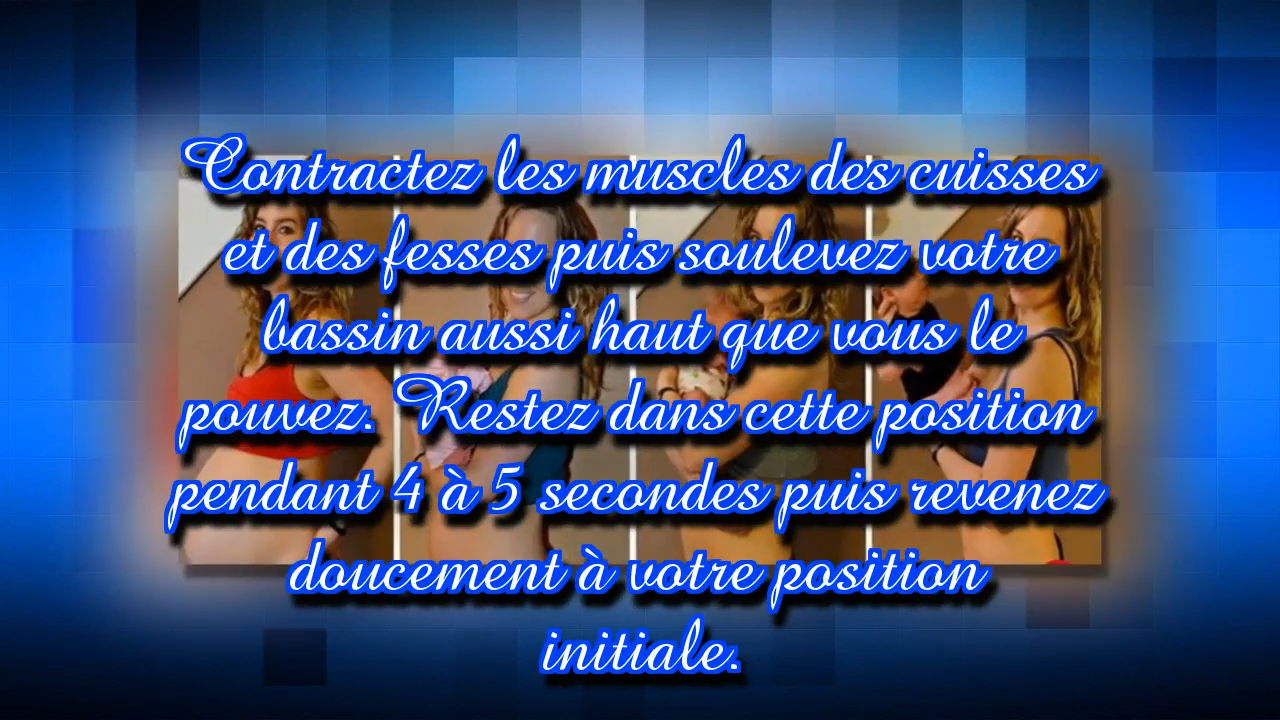 Contractez les muscles des cuisses
et des fesses puis soulevez votre
bassin aussi haut que vous le
pouvez. Restez dans cette position
pendant 4 à 5 secondes puis revenez
doucement à votre position
initiale.